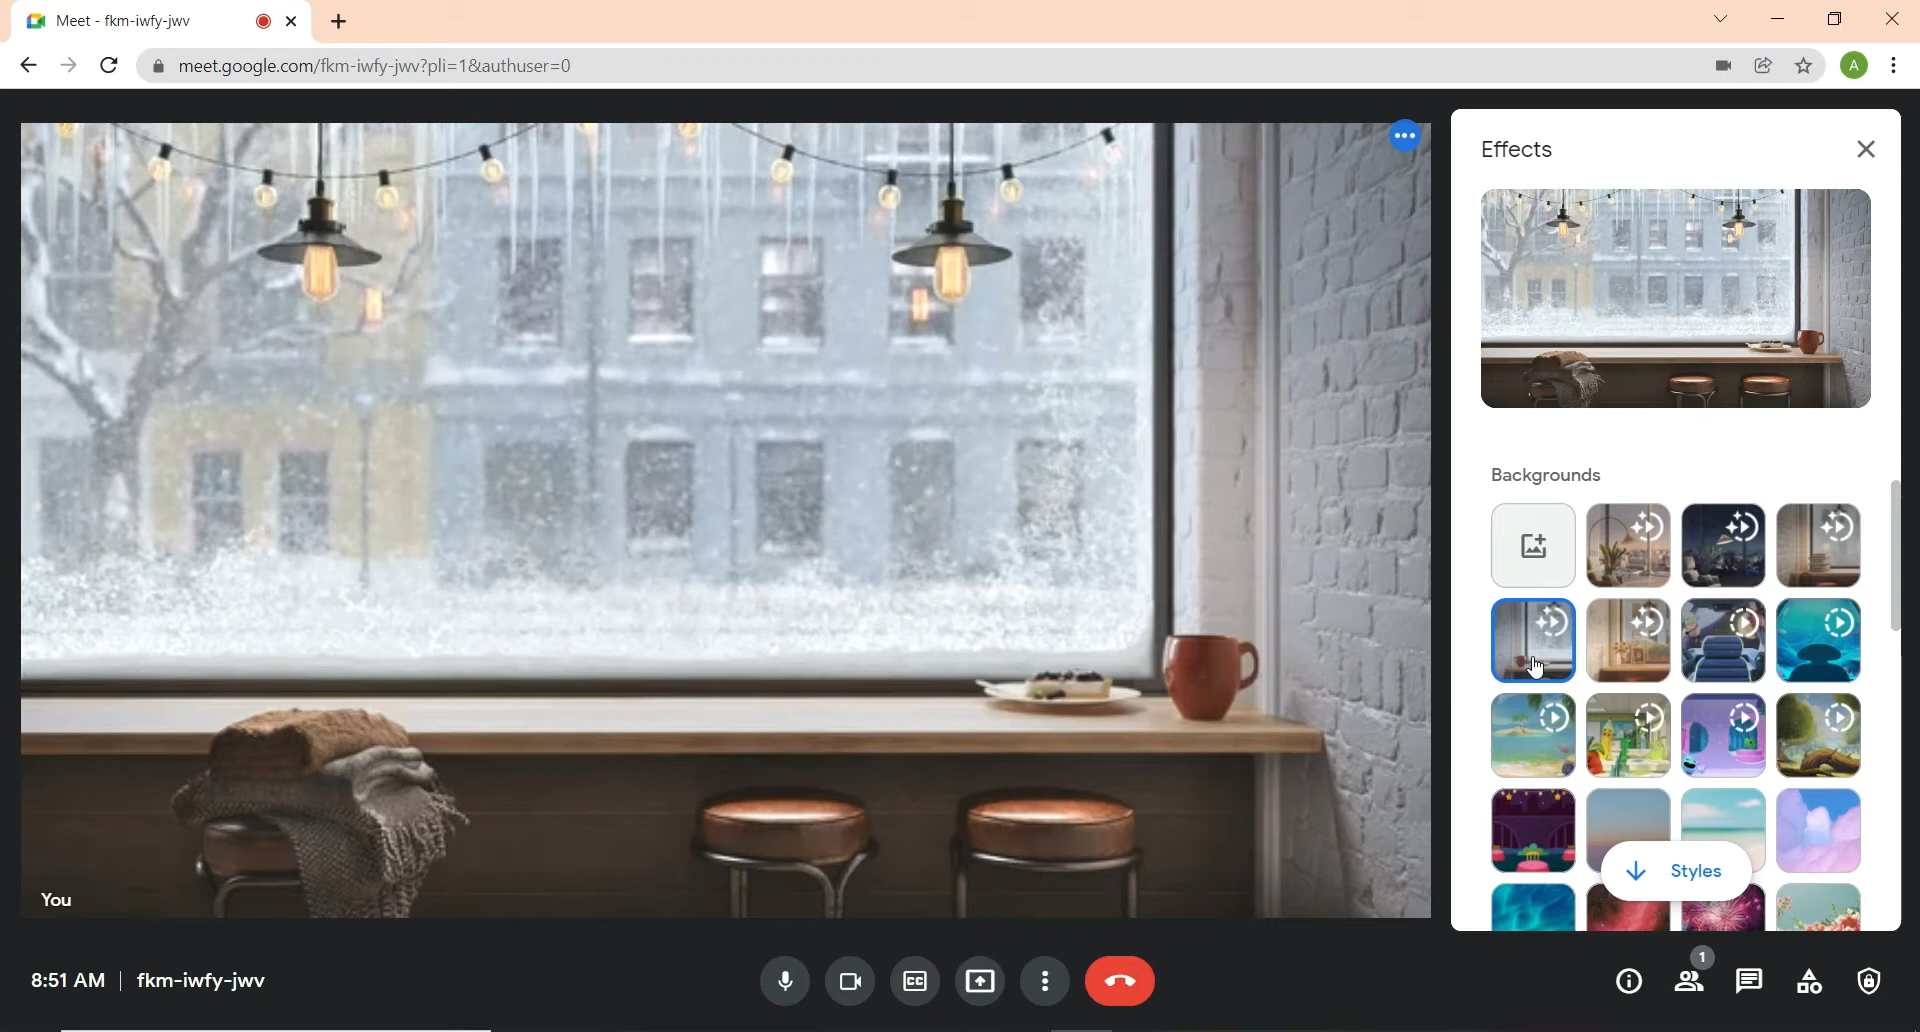 Meet - fkm-iwfy-jwv
meet.google.com/fkm-iwfy-jwv?pli=1&authuser=0
A
Effects
Backgrounds
Styles
You
8:51 AM | fkm-iwfy-jwv
CC
1